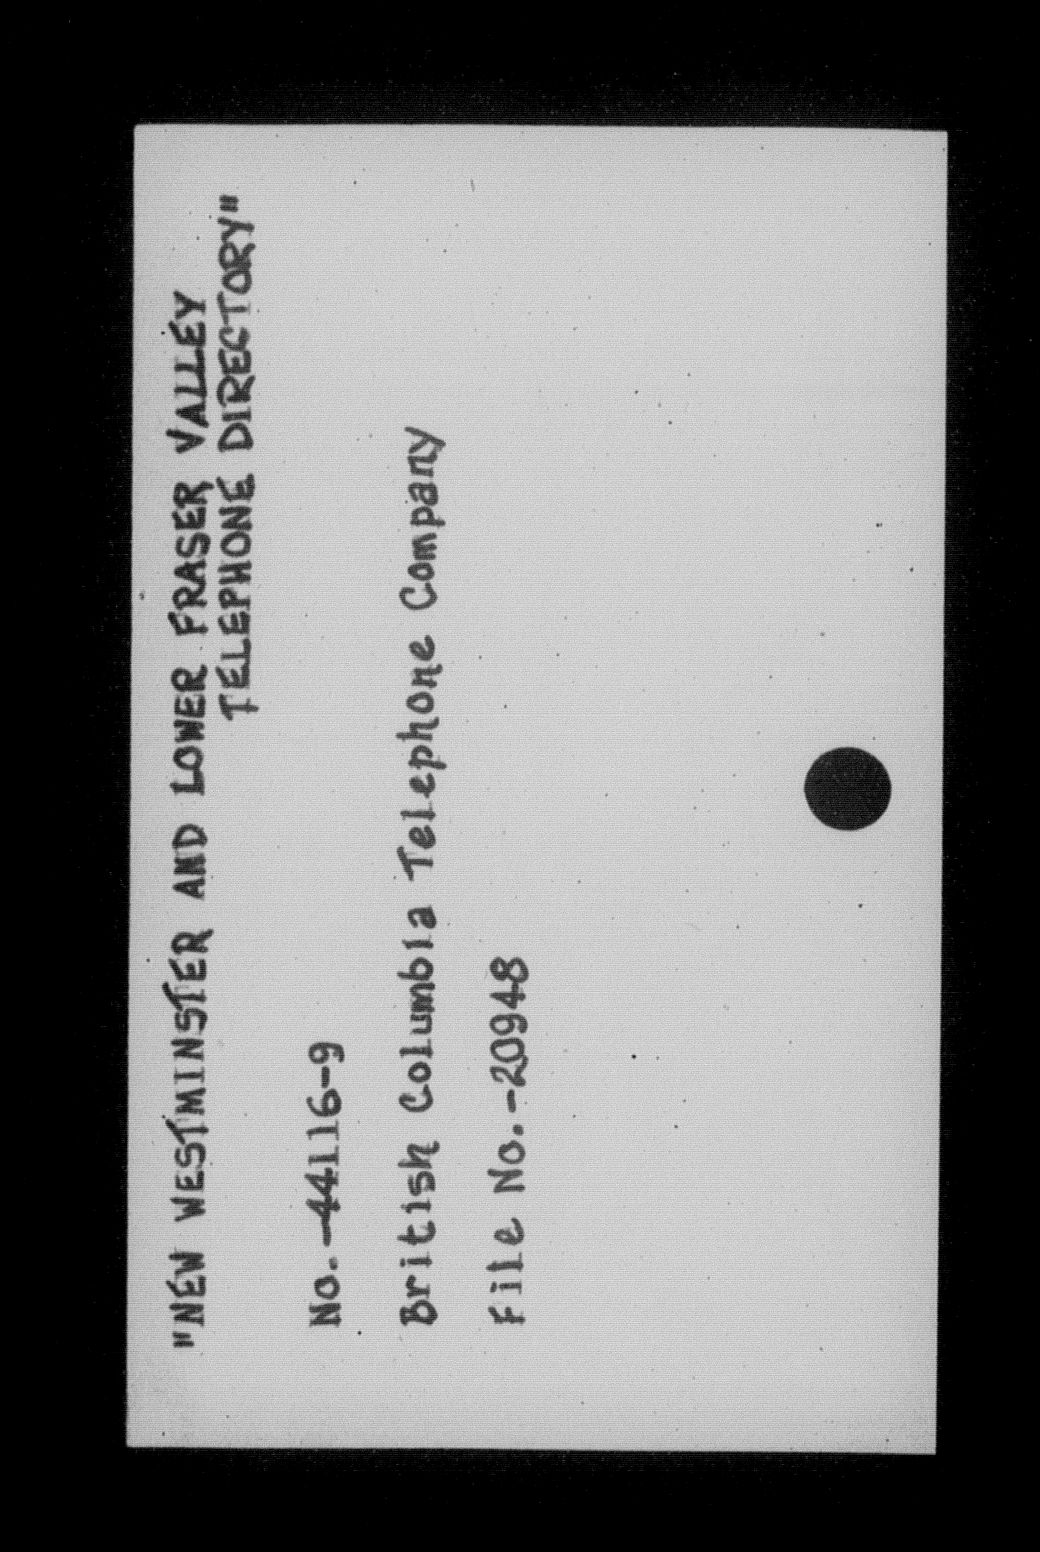 "NEW WESTMINSTER AND LOWER FRASER VALLEY
TELEPHONE DIRECTORY"
No.-44116-9
British Columbia Telephone Company
File No.-20948